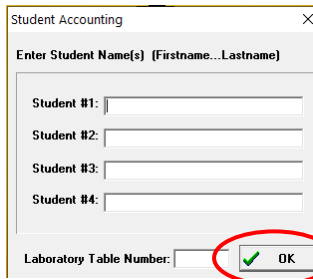 Student Accounting
Enter Student Name(s) (Firstname...Lastname)
Student #1:
Student #2:
Student #3:
Student #4:
Laboratory Table Number: OK